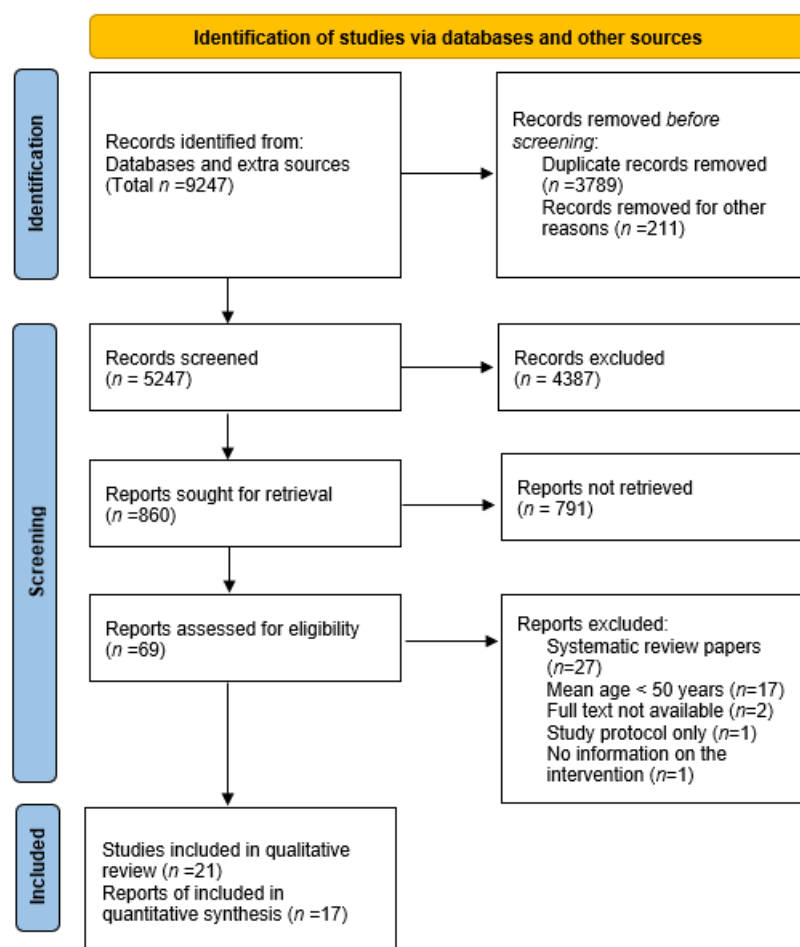 Identification of studies via databases and other sources
Identification
Records identified from:
Databases and extra sources
(Total n =9247)
Records removed before
screening:
Duplicate records removed
(n =3789)
Records removed for other
reasons (n =211)
Screening
Records screened
(n = 5247)
Records excluded
(n = 4387)
Reports sought for retrieval
(n =860)
Reports not retrieved
(n = 791)
Reports assessed for eligibility
(n =69)
Reports excluded:
Systematic review papers
(n=27)
Mean age < 50 years (n=17)
Full text not available (n=2)
Study protocol only (n=1)
No information on the
intervention (n=1)
Included
Studies included in qualitative
review (n =21)
Reports of included in
quantitative synthesis (n =17)